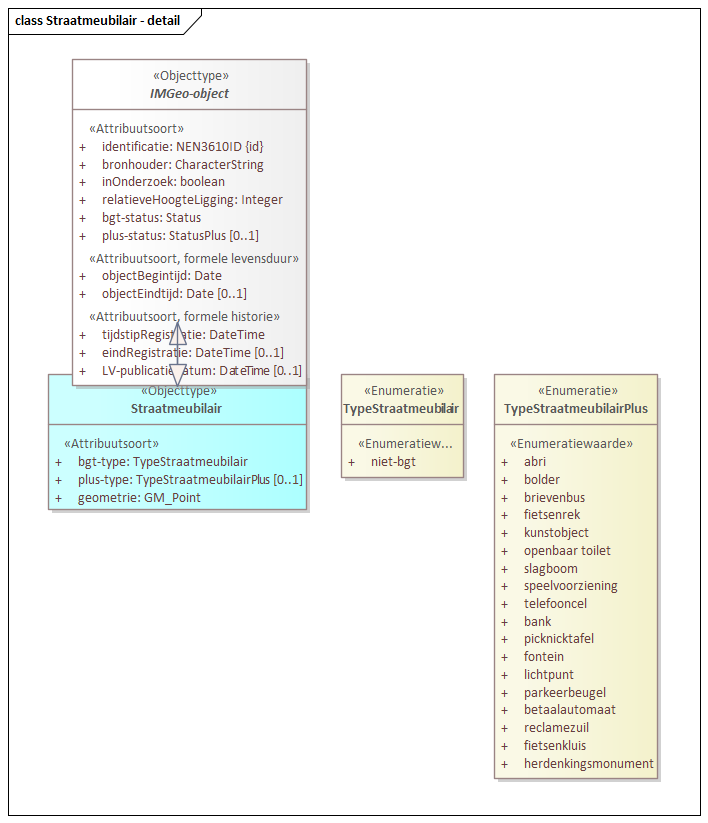 class Straatmeubilair - detail
«Objecttype»
IMGeo-object
«Attribuutsoort»
+ identificatie: NEN3610ID {id}
+ bronhouder: CharacterString
+ inOnderzoek: boolean
+ relatieveHoogteLigging: Integer
+ bgt-status: Status
+ plus-status: StatusPlus [0..1]
«Attribuutsoort, formele levensduur»
+ objectBegintijd: Date
+ objectEindtijd: Date [0..1]
«Attribuutsoort, formele historie»
+ tijdstipRegistratie: DateTime
+ eindRegistratie: DateTime [0..1]
+ LV-publicatiedatum: DateTime [0..1]
«Objecttype»
Straatmeubilair
«Attribuutsoort»
+ bgt-type: TypeStraatmeubilair
+ plus-type: TypeStraatmeubilairPlus [0..1]
+ geometrie: GM_Point
«Enumeratie»
TypeStraatmeubilair
«Enumeratiew...
+ niet-bgt
«Enumeratie»
TypeStraatmeubilairPlus
«Enumeratiewaarde»
+ abri
+ bolder
+ brievenbus
+ fietsenrek
+ kunstobject
+ openbaar toilet
+ slagboom
+ speelvoorziening
+ telefooncel
+ bank
+ picknicktafel
+ fontein
+ lichtpunt
+ parkeerbeugel
+ betaalautomaat
+ reclamezuil
+ fietsenkluis
+ herdenkingsmonument